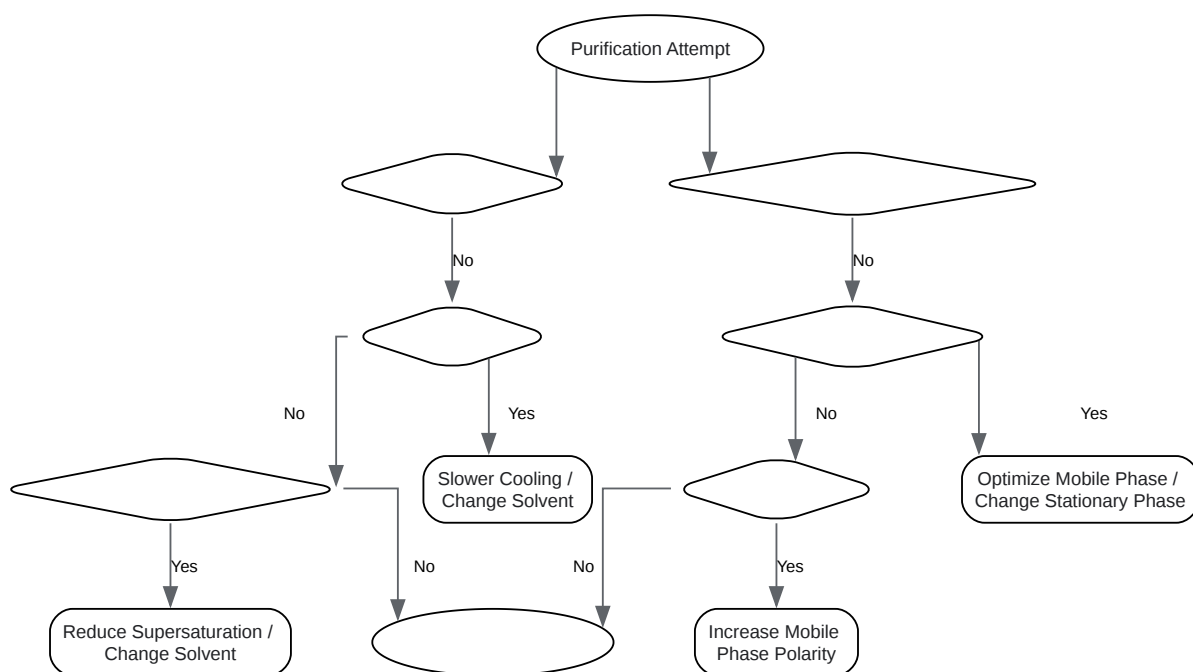 Purification Attempt
No
No
No
Yes
No
Yes
Slower Cooling /
Change Solvent
Optimize Mobile Phase /
Change Stationary Phase
Yes
No
No
Yes
Reduce Supersaturation /
Change Solvent
Increase Mobile
Phase Polarity